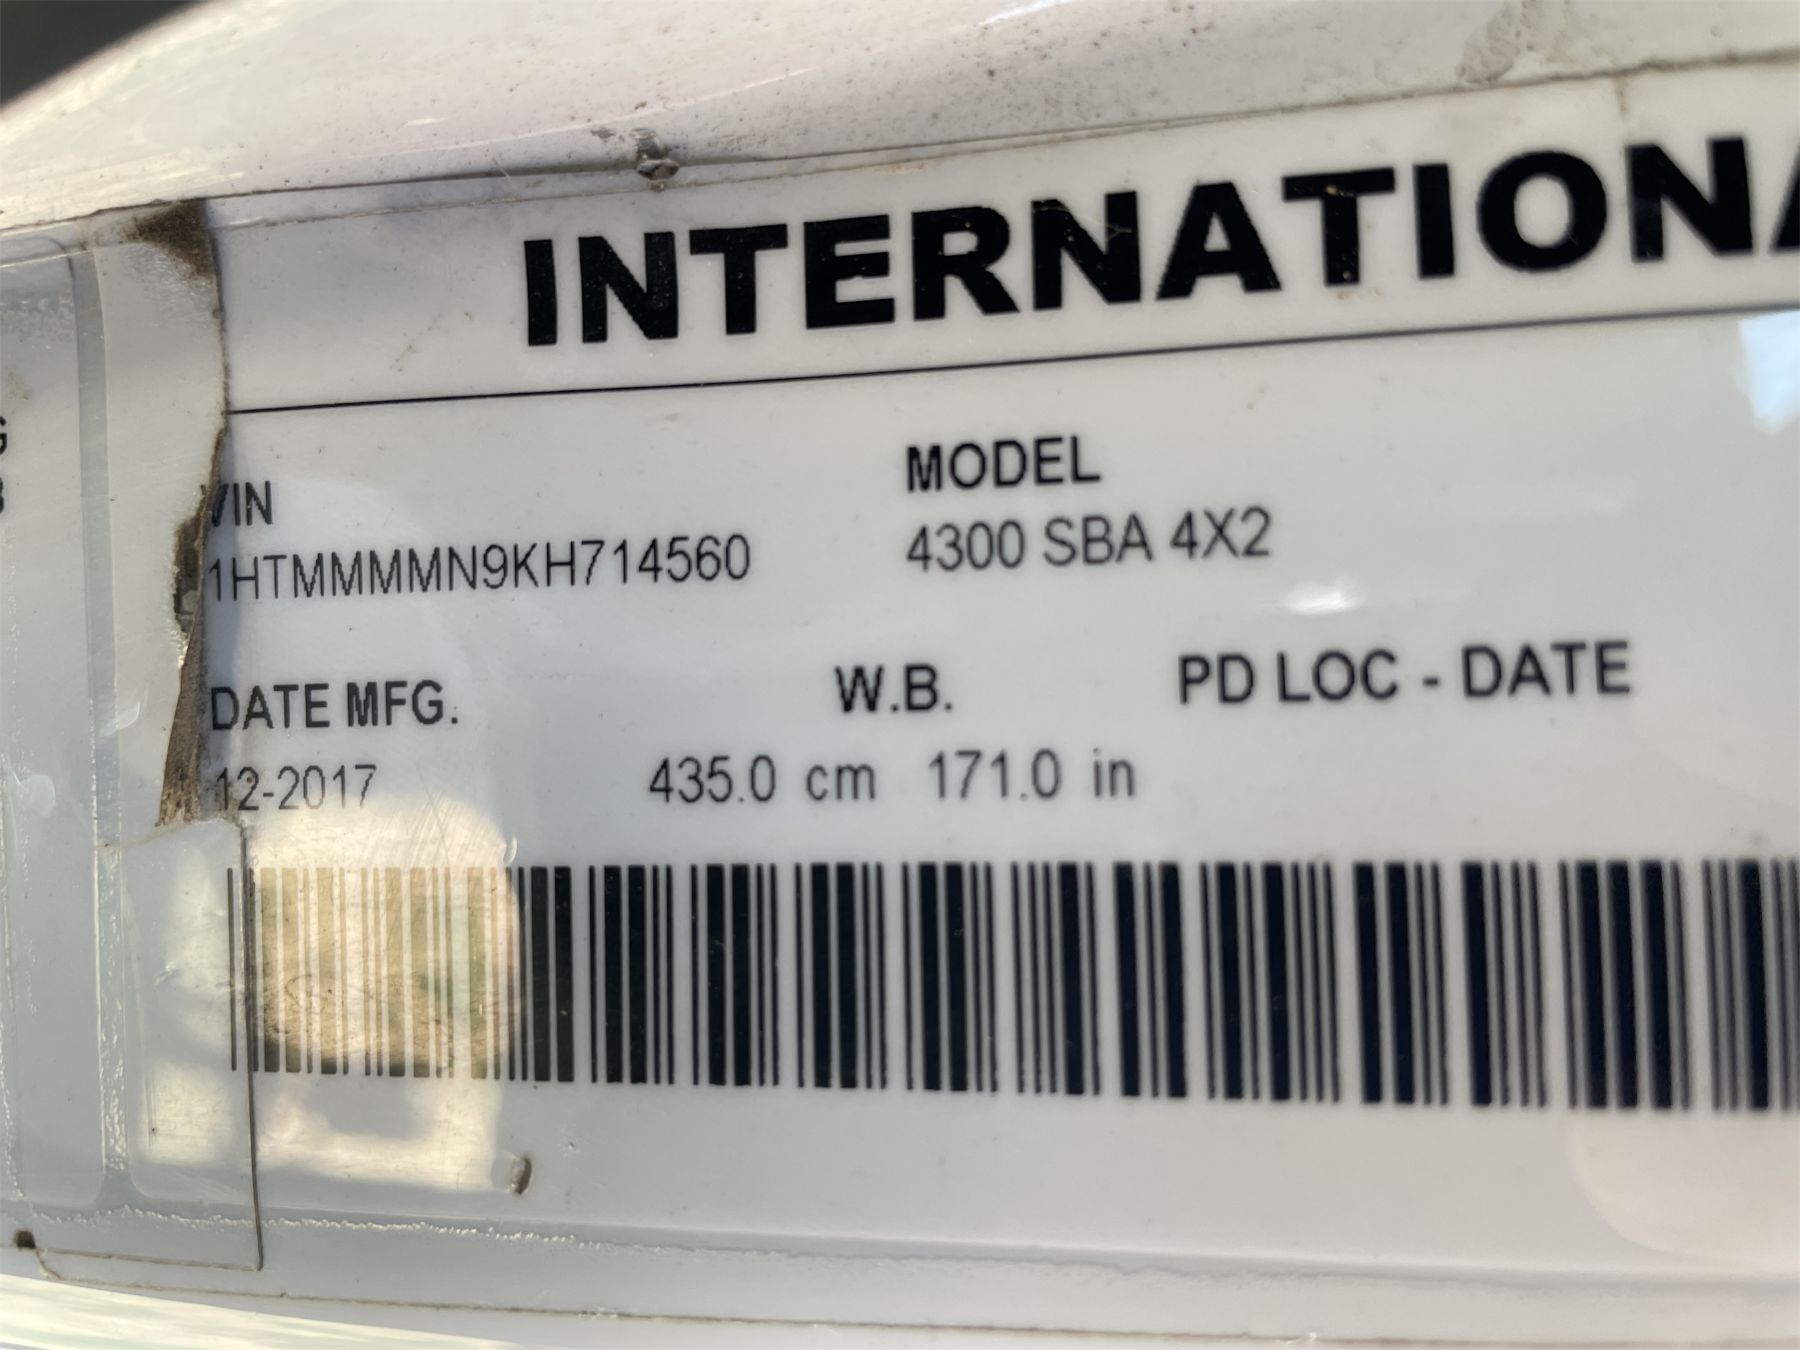 INTERNATIONA
VIN
1HTMMMMN9KH714560
MODEL
4300 SBA 4X2
DATE MFG.
12-2017
W.B.
435.0 cm 171.0 in
PD LOC - DATE